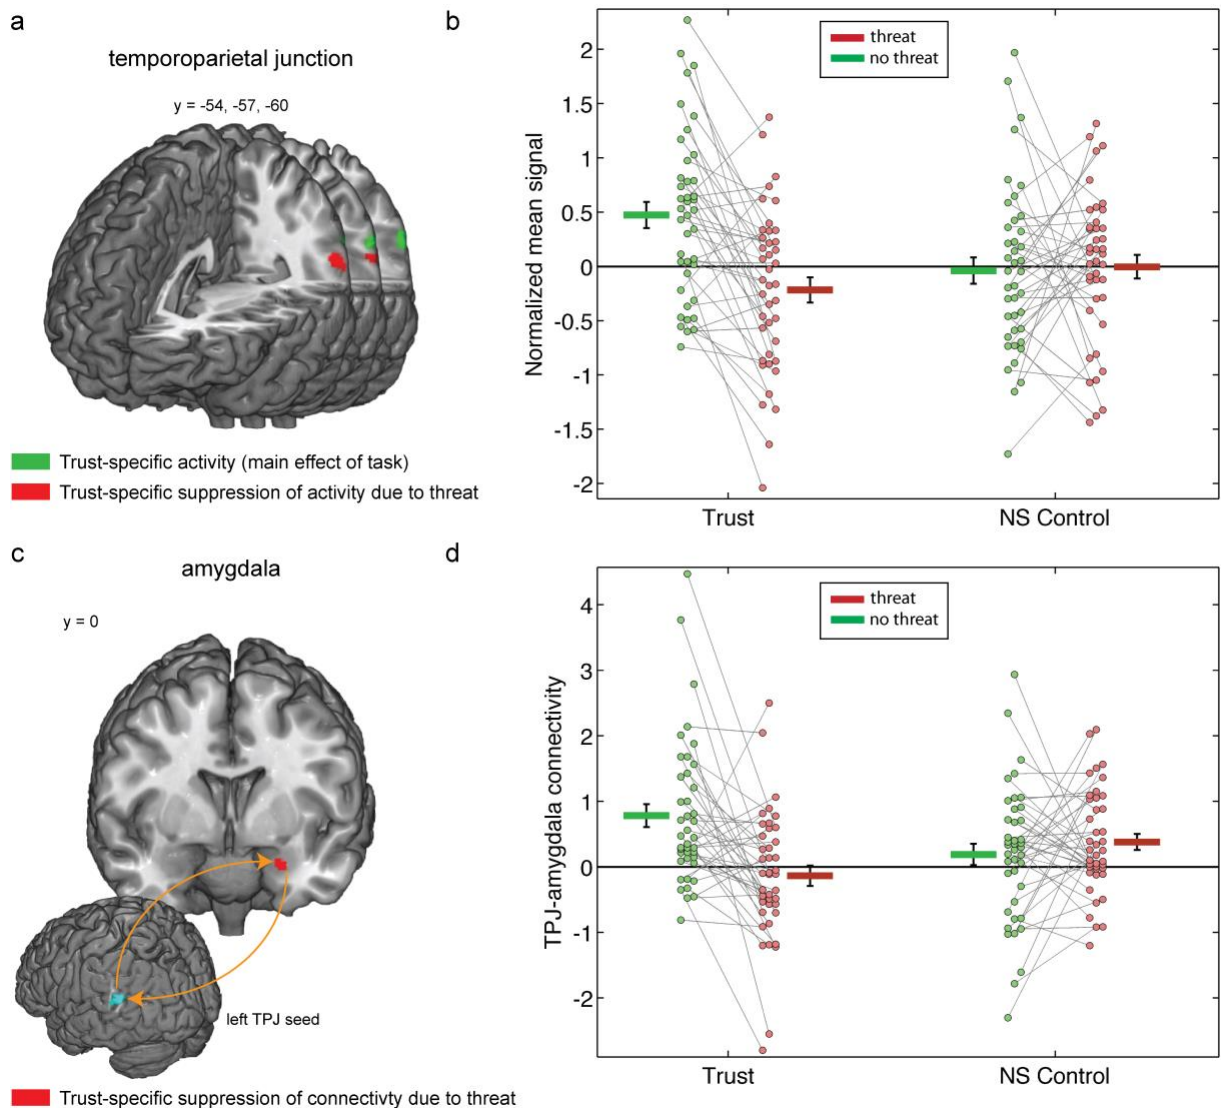 a
temporoparietal junction
y = -54, -57, -60
Trust-specific activity (main effect of task)
Trust-specific suppression of activity due to threat
b
threat
no threat
Normalized mean signal
2
1.5
1
0.5
0
-0.5
-1
-1.5
-2
Trust
NS Control
c
amygdala
y = 0
left TPJ seed
Trust-specific suppression of connectivty due to threat
d
threat
no threat
TPJ-amygdala connectivity
4
3
2
1
0
-1
-2
Trust
NS Control